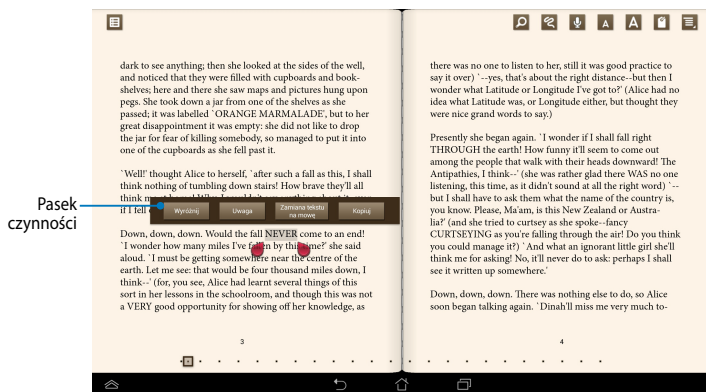 dark to see anything; then she looked at the sides of the well,
and noticed that they were filled with cupboards and book-
shelves; here and there she saw maps and pictures hung upon
pegs. She took down a jar from one of the shelves as she
passed; it was labelled `ORANGE MARMALADE', but to her
great disappointment it was empty: she did not like to drop
the jar for fear of killing somebody, so managed to put it into
one of the cupboards as she fell past it.
`Well!' thought Alice to herself, `after such a fall as this, I shall
think nothing of tumbling down stairs! How brave they'll all
think
if I fell
Pasek
czynności
Wyróżnij
Uwaga
Zamiana tekstu
na mowę
Kopiuj
Down, down, down. Would the fall NEVER come to an end!
`I wonder how many miles I've fallen by this time?' she said
aloud. `I must be getting somewhere near the centre of the
earth. Let me see: that would be four thousand miles down, I
think--' (for, you see, Alice had learnt several things of this
sort in her lessons in the schoolroom, and though this was not
a VERY good opportunity for showing off her knowledge, as
3
there was no one to listen to her, still it was good practice to
say it over) `--yes, that's about the right distance--but then I
wonder what Latitude or Longitude I've got to?' (Alice had no
idea what Latitude was, or Longitude either, but thought they
were nice grand words to say.)
Presently she began again. `I wonder if I shall fall right
THROUGH the earth! How funny it'll seem to come out
among the people that walk with their heads downward! The
Antipathies, I think--' (she was rather glad there WAS no one
listening, this time, as it didn't sound at all the right word) `--
but I shall have to ask them what the name of the country is,
you know. Please, Ma'am, is this New Zealand or Austra-
lia?' (and she tried to curtsey as she spoke--fancy
CURTSEYING as you're falling through the air! Do you think
you could manage it?) `And what an ignorant little girl she'll
think me for asking! No, it'll never do to ask: perhaps I shall
see it written up somewhere.'
Down, down, down. There was nothing else to do, so Alice
soon began talking again. `Dinah'll miss me very much to-
4
A
A